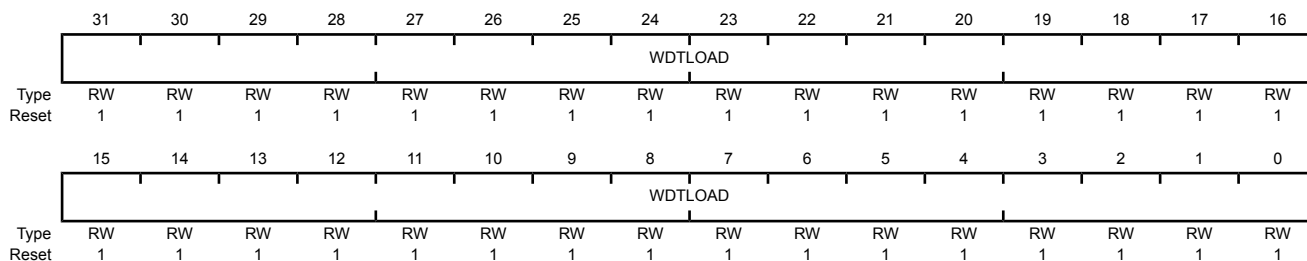 31 30 29 28 27 26 25 24 23 22 21 20 19 18 17 16
WDTLOAD
Type RW RW RW RW RW RW RW RW RW RW RW RW RW RW RW RW
Reset 1 1 1 1 1 1 1 1 1 1 1 1 1 1 1 1
15 14 13 12 11 10 9 8 7 6 5 4 3 2 1 0
WDTLOAD
Type RW RW RW RW RW RW RW RW RW RW RW RW RW RW RW RW
Reset 1 1 1 1 1 1 1 1 1 1 1 1 1 1 1 1